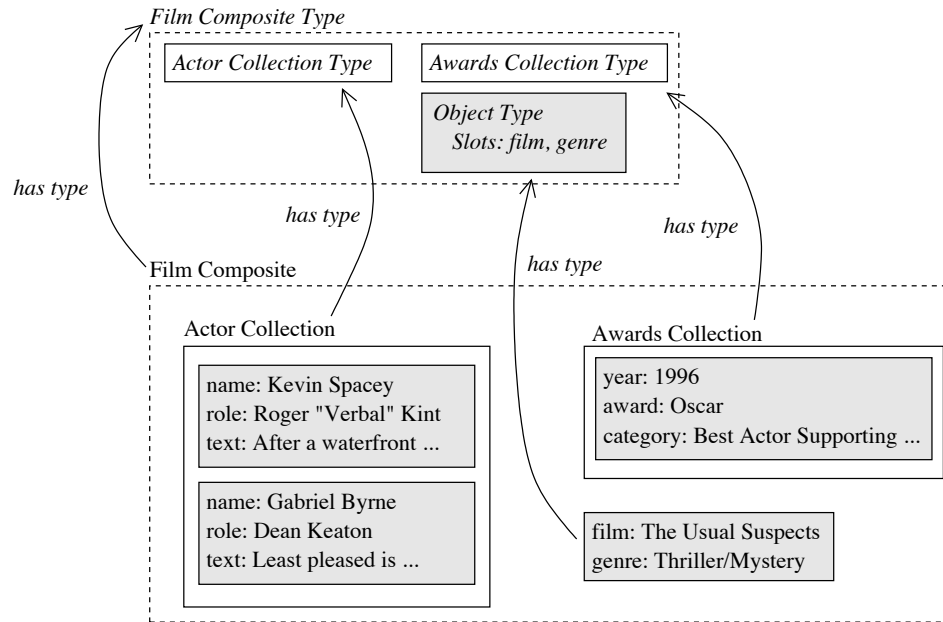 Film Composite Type
Actor Collection Type
Awards Collection Type
Object Type
Slots: film, genre
has type
has type
has type
has type
Film Composite
Actor Collection
name: Kevin Spacey
role: Roger "Verbal" Kint
text: After a waterfront ...
name: Gabriel Byrne
role: Dean Keaton
text: Least pleased is ...
Awards Collection
year: 1996
award: Oscar
category: Best Actor Supporting ...
film: The Usual Suspects
genre: Thriller/Mystery